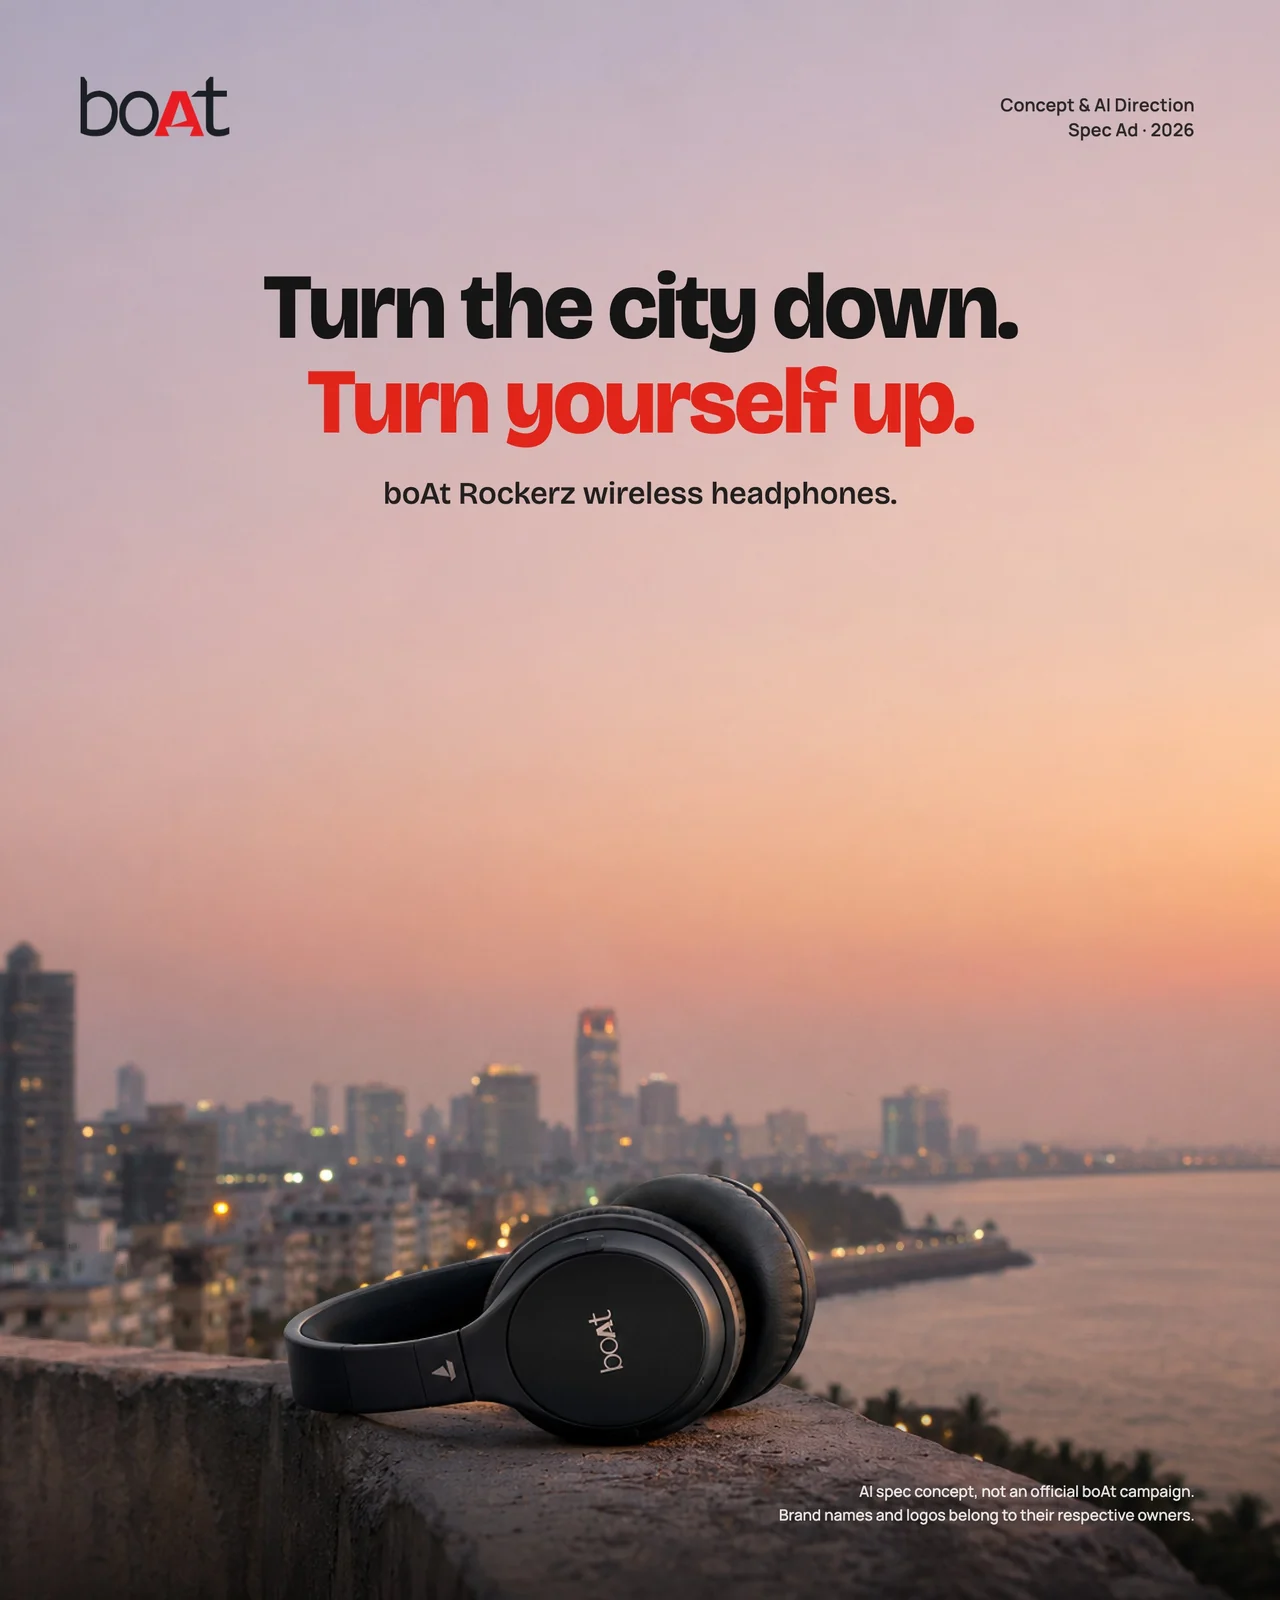 boAt
Concept & AI Direction
Spec Ad · 2026
Turn the city down.
Turn yourself up.
boAt Rockerz wireless headphones.
boAt
AI spec concept, not an official boAt campaign.
Brand names and logos belong to their respective owners.